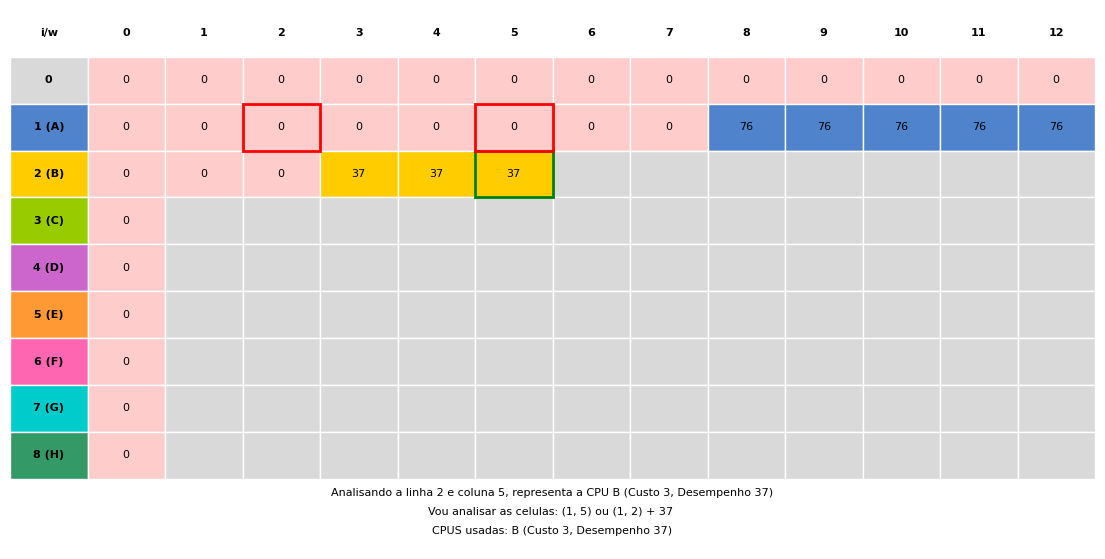 i/w 0 1 2 3 4 5 6 7 8 9 10 11 12
0 0 0 0 0 0 0 0 0 0 0 0 0 0
1 (A) 0 0 0 0 0 0 0 0 76 76 76 76 76
2 (B) 0 0 0 37 37 37
3 (C) 0
4 (D) 0
5 (E) 0
6 (F) 0
7 (G) 0
8 (H) 0
Analisando a linha 2 e coluna 5, representa a CPU B (Custo 3, Desempenho 37)
Vou analisar as celulas: (1, 5) ou (1, 2) + 37
CPUS usadas: B (Custo 3, Desempenho 37)